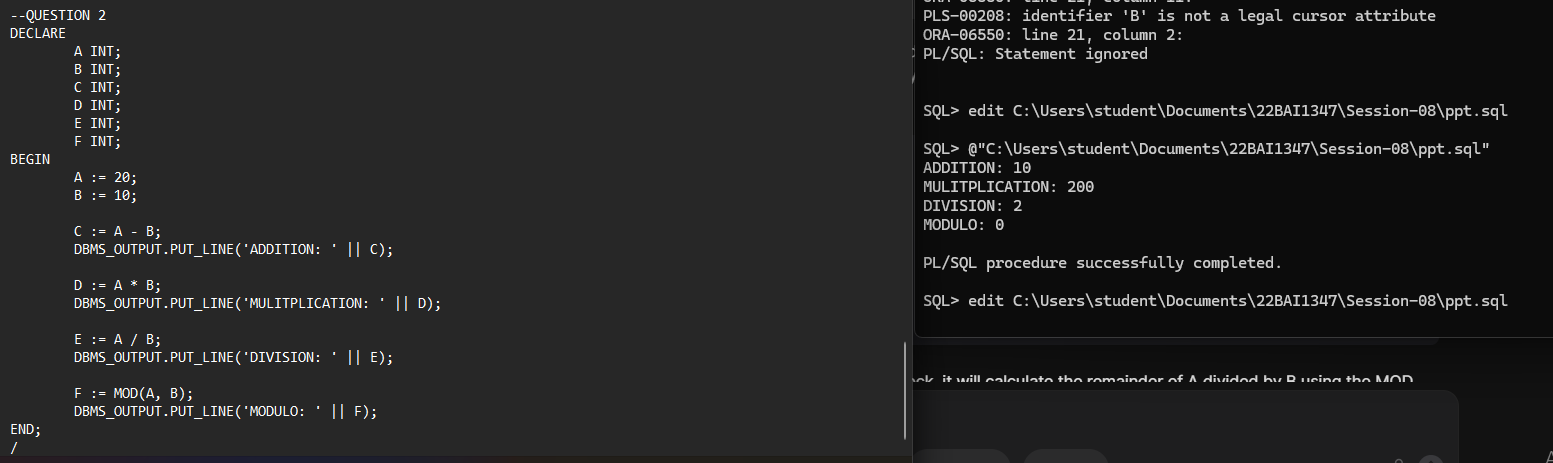 --QUESTION 2
DECLARE
A INT;
B INT;
C INT;
D INT;
E INT;
F INT;
BEGIN
A := 20;
B := 10;
C := A - B;
DBMS_OUTPUT.PUT_LINE('ADDITION: ' || C);
D := A * B;
DBMS_OUTPUT.PUT_LINE('MULITPLICATION: ' || D);
E := A / B;
DBMS_OUTPUT.PUT_LINE('DIVISION: ' || E);
F := MOD(A, B);
DBMS_OUTPUT.PUT_LINE('MODULO: ' || F);
END;
/
PLS-00208: identifier 'B' is not a legal cursor attribute
ORA-06550: line 21, column 2:
PL/SQL: Statement ignored
SQL> edit C:\Users\student\Documents\22BAI1347\Session-08\ppt.sql
SQL> @"C:\Users\student\Documents\22BAI1347\Session-08\ppt.sql"
ADDITION: 10
MULITPLICATION: 200
DIVISION: 2
MODULO: 0
PL/SQL procedure successfully completed.
SQL> edit C:\Users\student\Documents\22BAI1347\Session-08\ppt.sql
it will calculate the remainder of A divided by B using the MOD